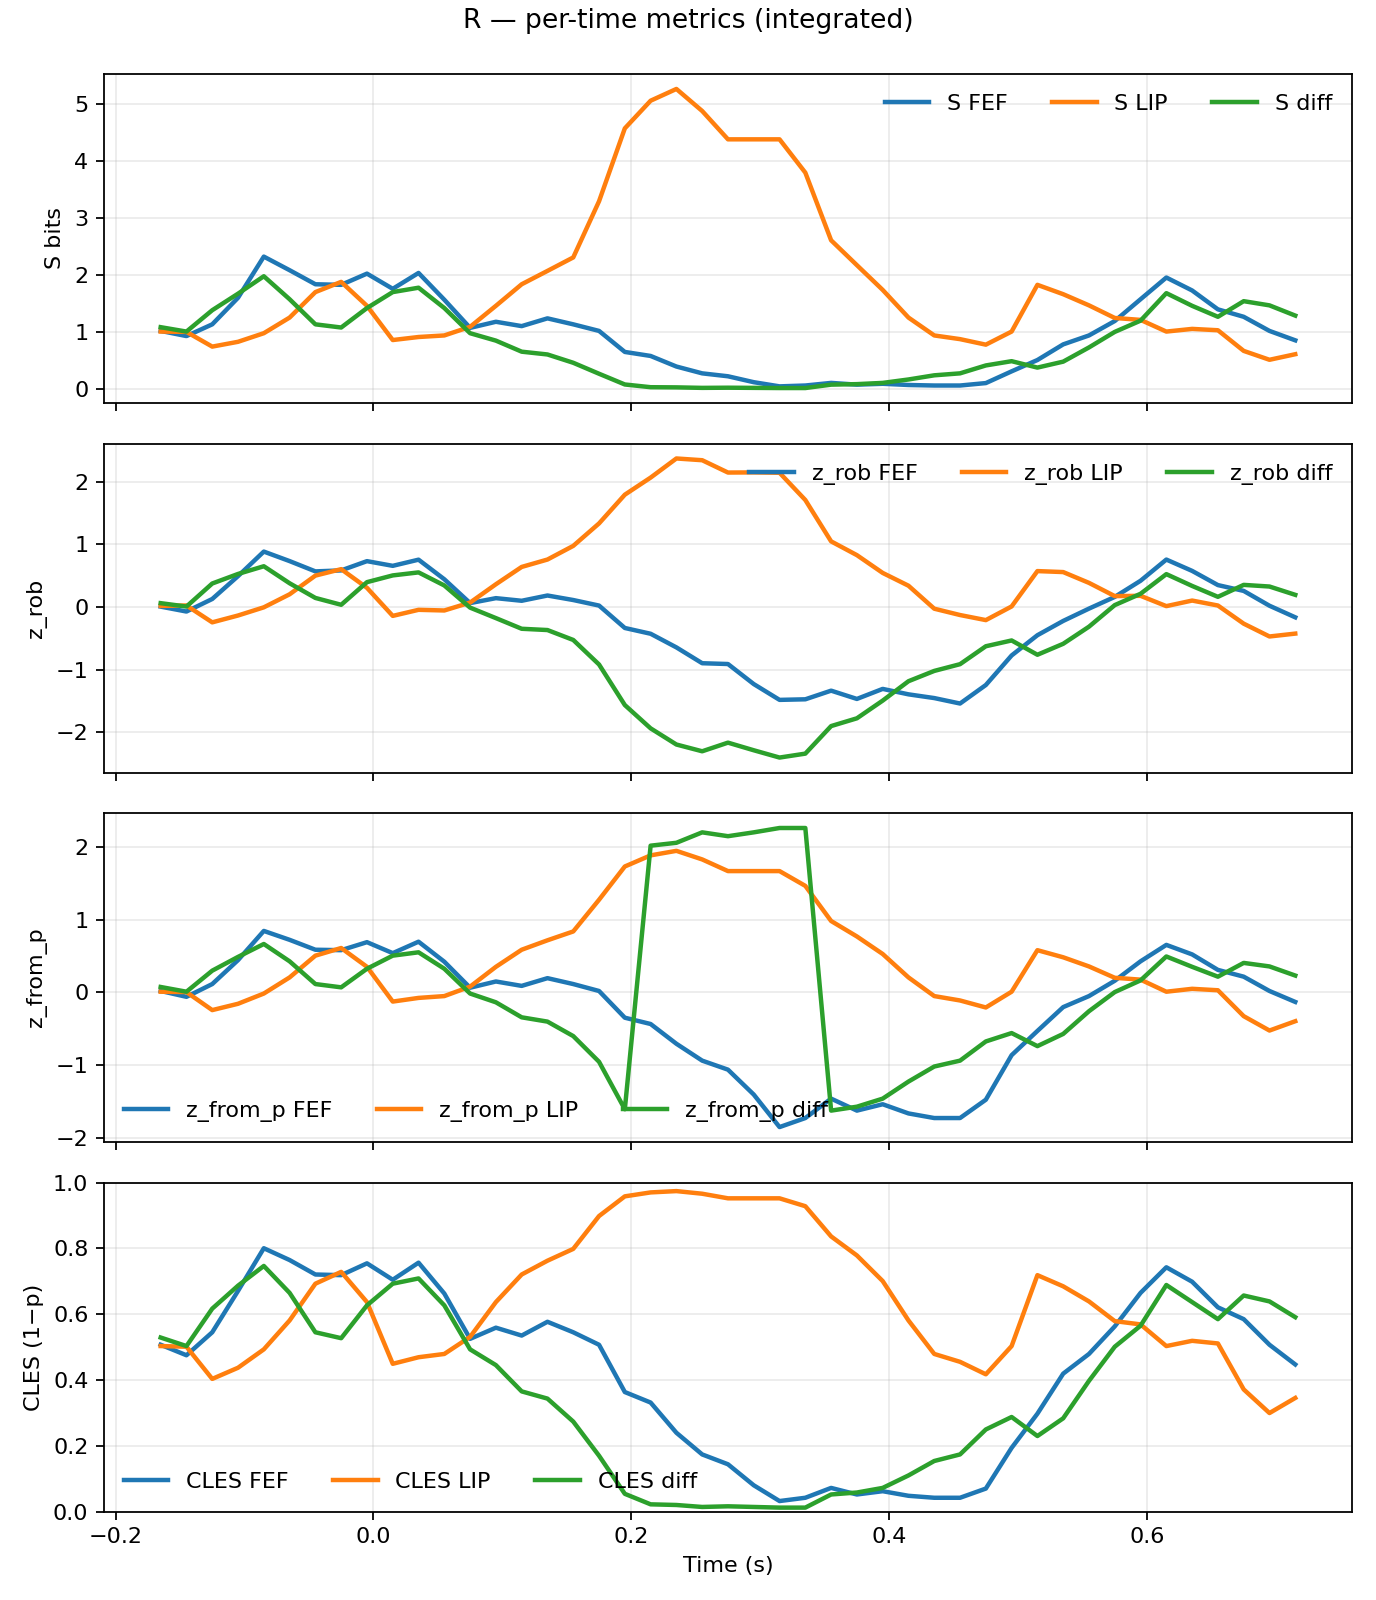 R — per-time metrics (integrated)
S FEF S LIP S diff
5
4
3
2
1
0
S bits
z_rob FEF z_rob LIP z_rob diff
2
1
0
−1
−2
z_rob
2
1
0
−1
−2
z_from_p
z_from_p FEF z_from_p LIP z_from_p diff
1.0
0.8
0.6
0.4
0.2
0.0
CLES (1−p)
CLES FEF CLES LIP CLES diff
−0.2 0.0 0.2 0.4 0.6
Time (s)